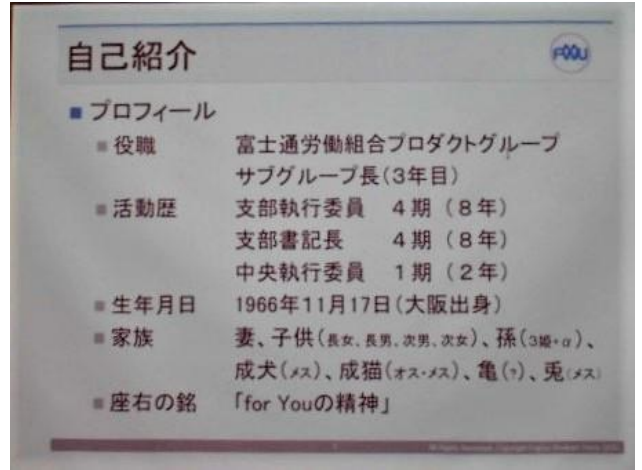 自己紹介
■ プロフィール
■ 役職 富士通労働組合プロダクトグループ
サブグループ長(3年目)
■ 活動歴 支部執行委員 4期(8年)
支部書記長 4期(8年)
中央執行委員 1期(2年)
■ 生年月日 1966年11月17日(大阪出身)
■ 家族 妻、子供(長女、長男、次男、次女)、孫(3姫+α)、
成犬(メス)、成猫(オス・メス)、亀(?)、兎(メス)
■ 座右の銘 「for Youの精神」